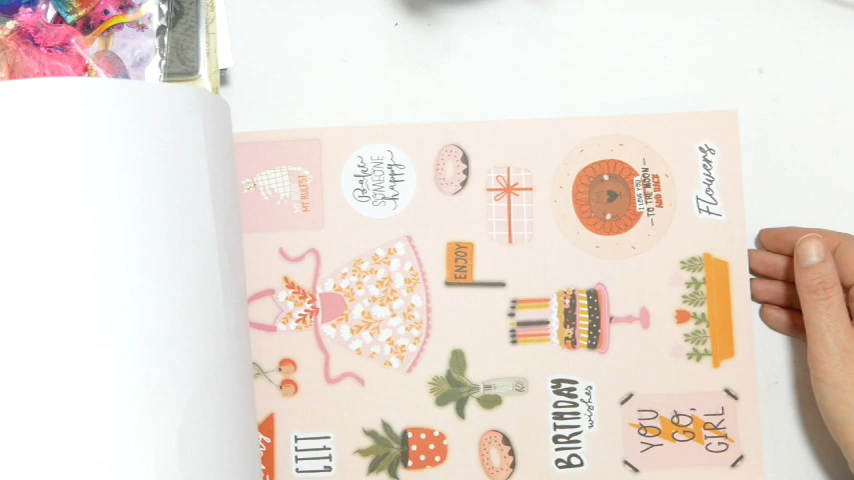 MY RULES!
Bake
SOMEONE
happy
I LOVE YOU
- TO THE MOON -
AND BACK
Flowers
ENJOY
GIFT
BIRTHDAY
wishes
YOU
GO,
GIRL